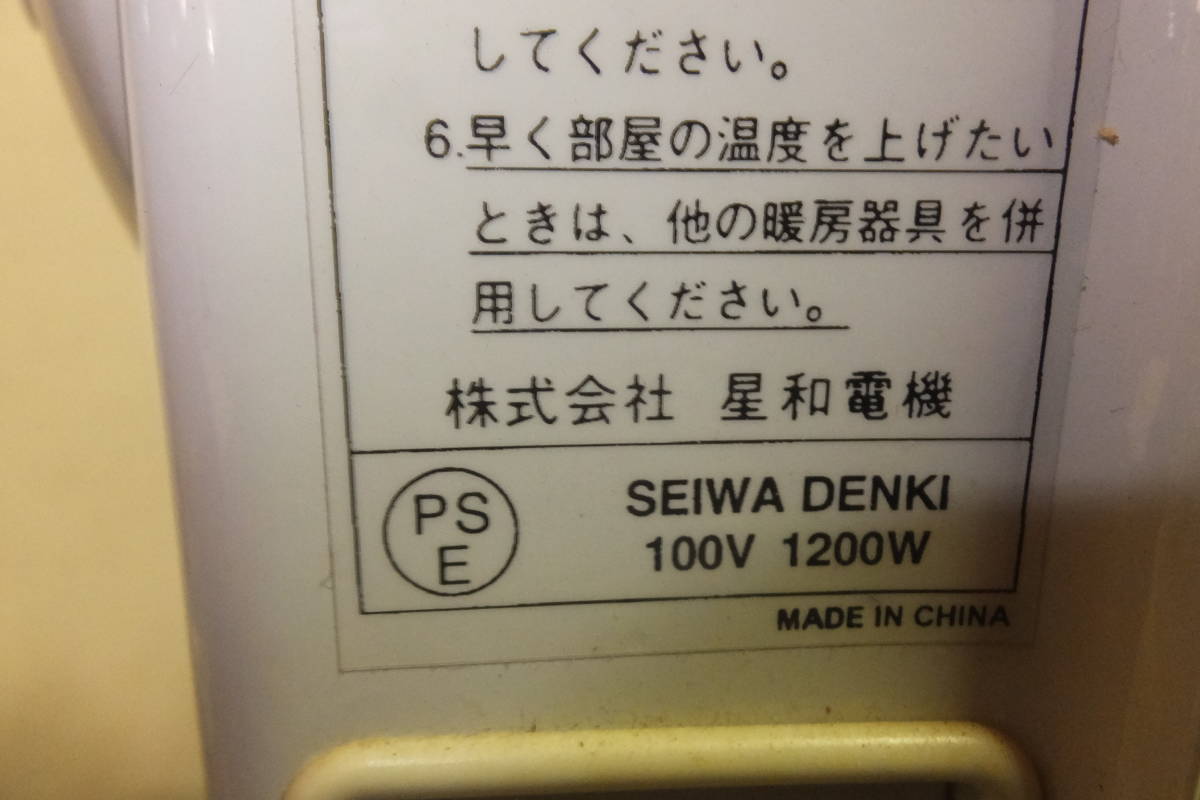 してください。
6.早く部屋の温度を上げたい
ときは、他の暖房器具を併
用してください。
株式会社 星和電機
PS
E
SEIWA DENKI
100V 1200W
MADE IN CHINA